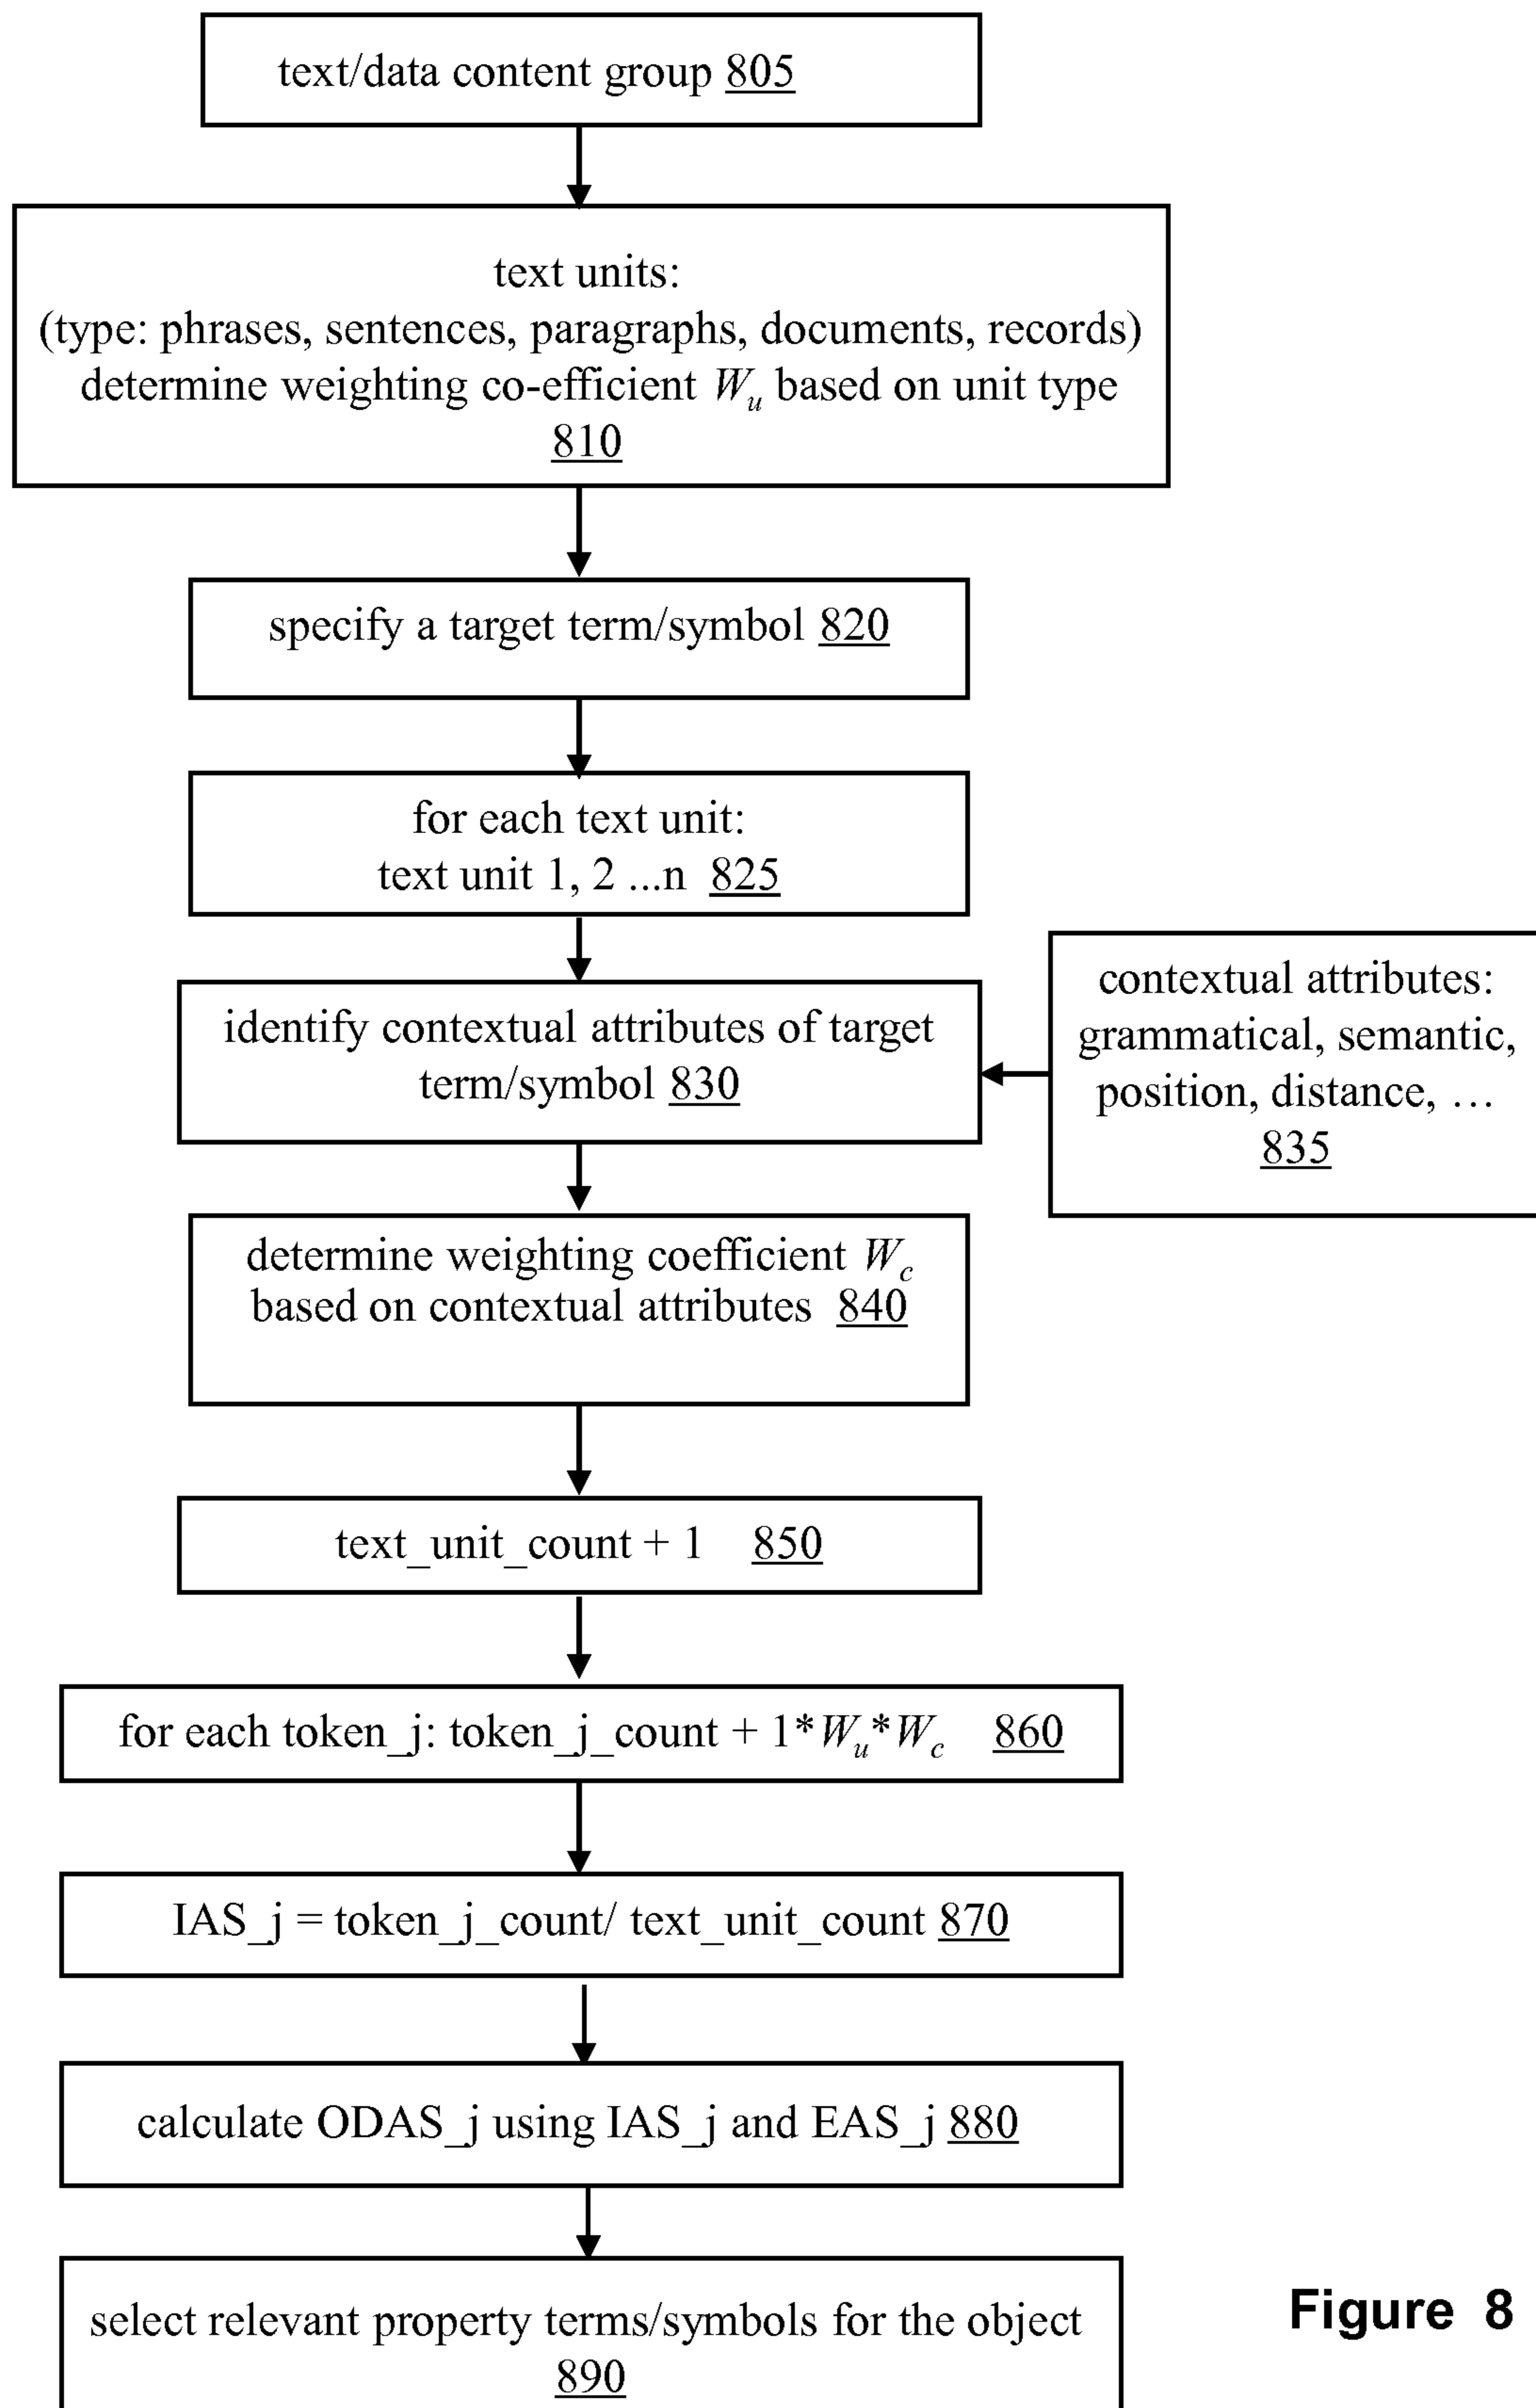 text/data content group 805
text units:
(type: phrases, sentences, paragraphs, documents, records)
determine weighting co-efficient Wu based on unit type
810
specify a target term/symbol 820
for each text unit:
text unit 1, 2 ...n 825
identify contextual attributes of target
term/symbol 830
contextual attributes:
grammatical, semantic,
position, distance, …
835
determine weighting coefficient Wc
based on contextual attributes 840
text_unit_count + 1 850
for each token_j: token_j_count + 1*Wu*Wc 860
IAS_j = token_j_count/ text_unit_count 870
calculate ODAS_j using IAS_j and EAS_j 880
select relevant property terms/symbols for the object
890
Figure 8